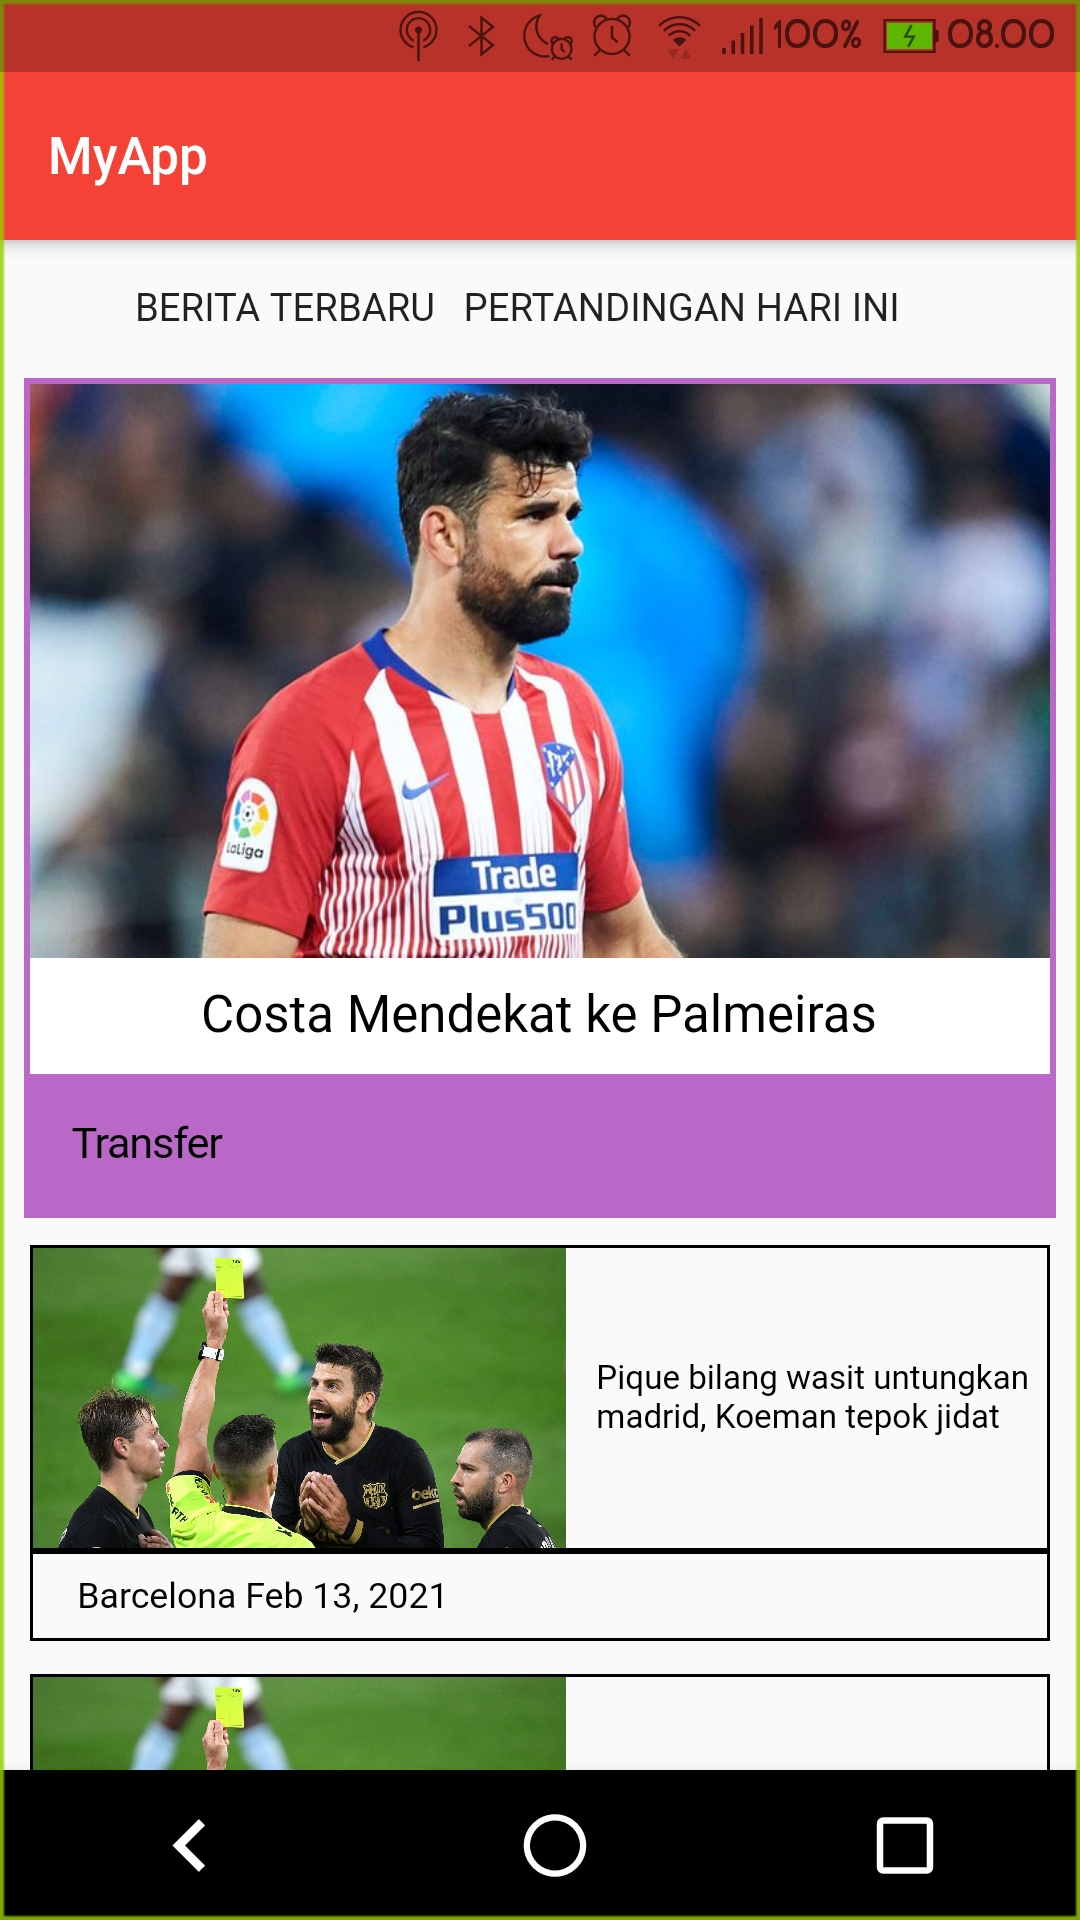 100% 08.00
MyApp
BERITA TERBARU PERTANDINGAN HARI INI
LaLiga
Trade
Plus500
Costa Mendekat ke Palmeiras
Transfer
Pique bilang wasit untungkan
madrid, Koeman tepok jidat
beko
Barcelona Feb 13, 2021